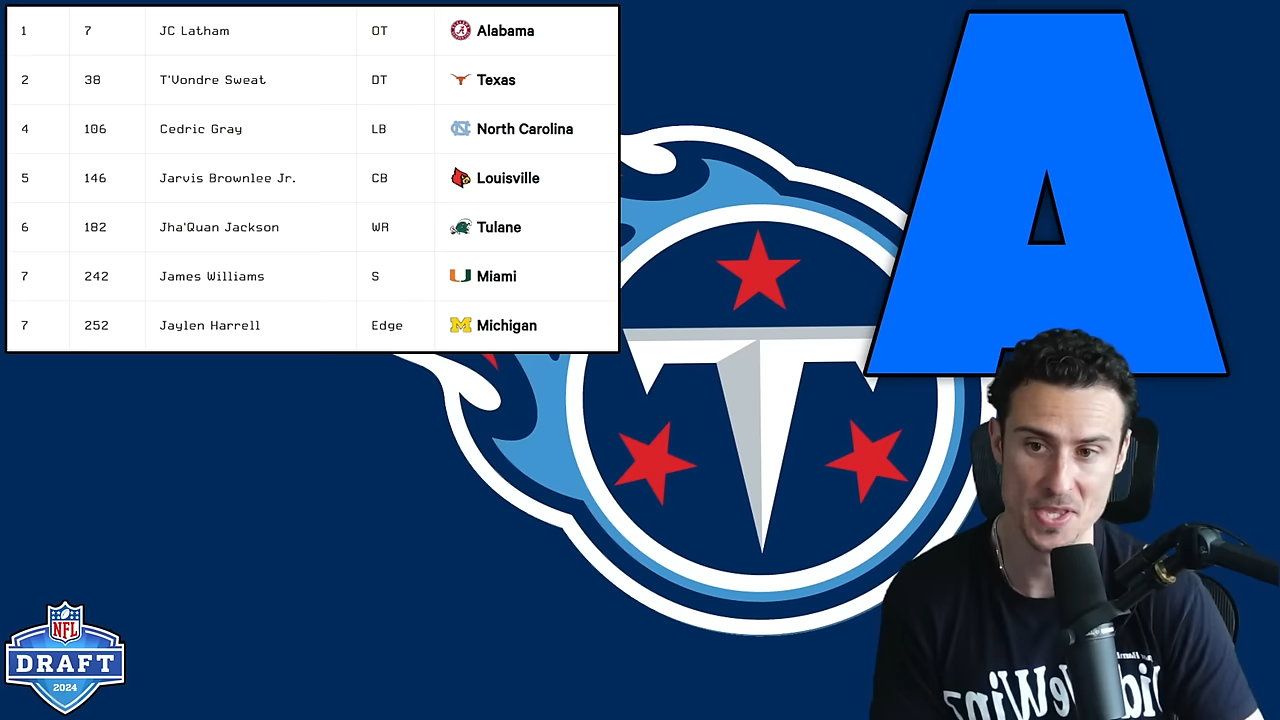 1 7 JC Latham OT Alabama
2 38 T'Vondre Sweat DT Texas
4 106 Cedric Gray LB North Carolina
5 146 Jarvis Brownlee Jr. CB Louisville
6 182 Jha'Quan Jackson WR Tulane
7 242 James Williams S Miami
7 252 Jaylen Harrell Edge Michigan
A
T
NFL
DRAFT
2024